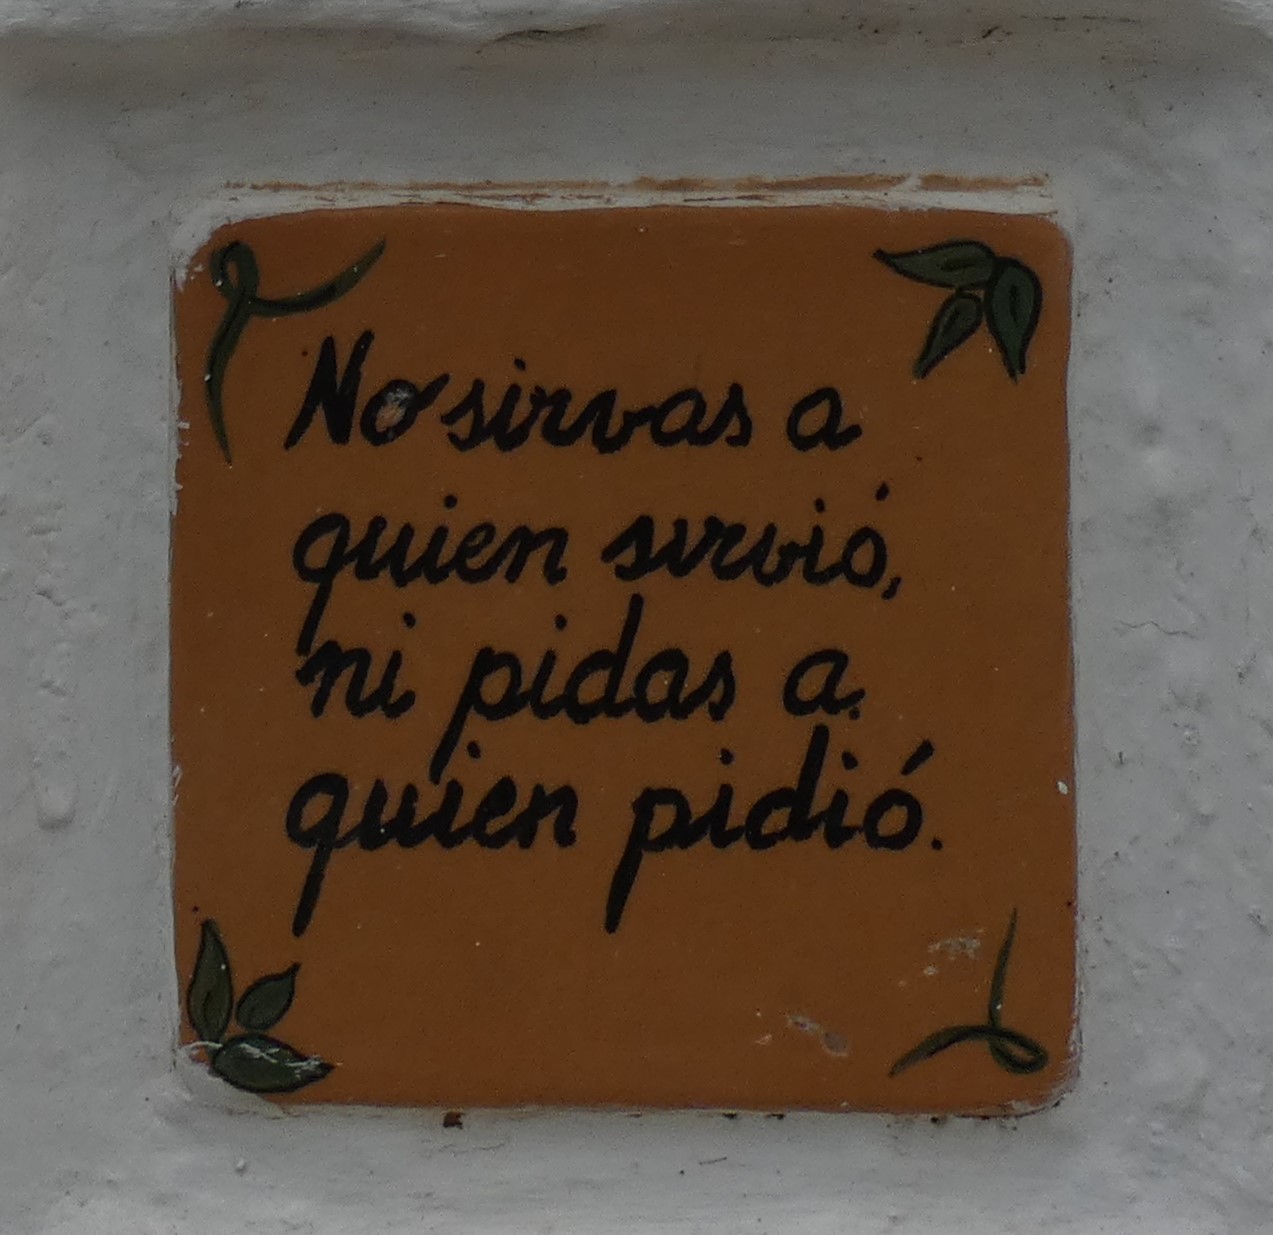 No sirvas a
quien sirvió,
ni pidas a
quien pidió.